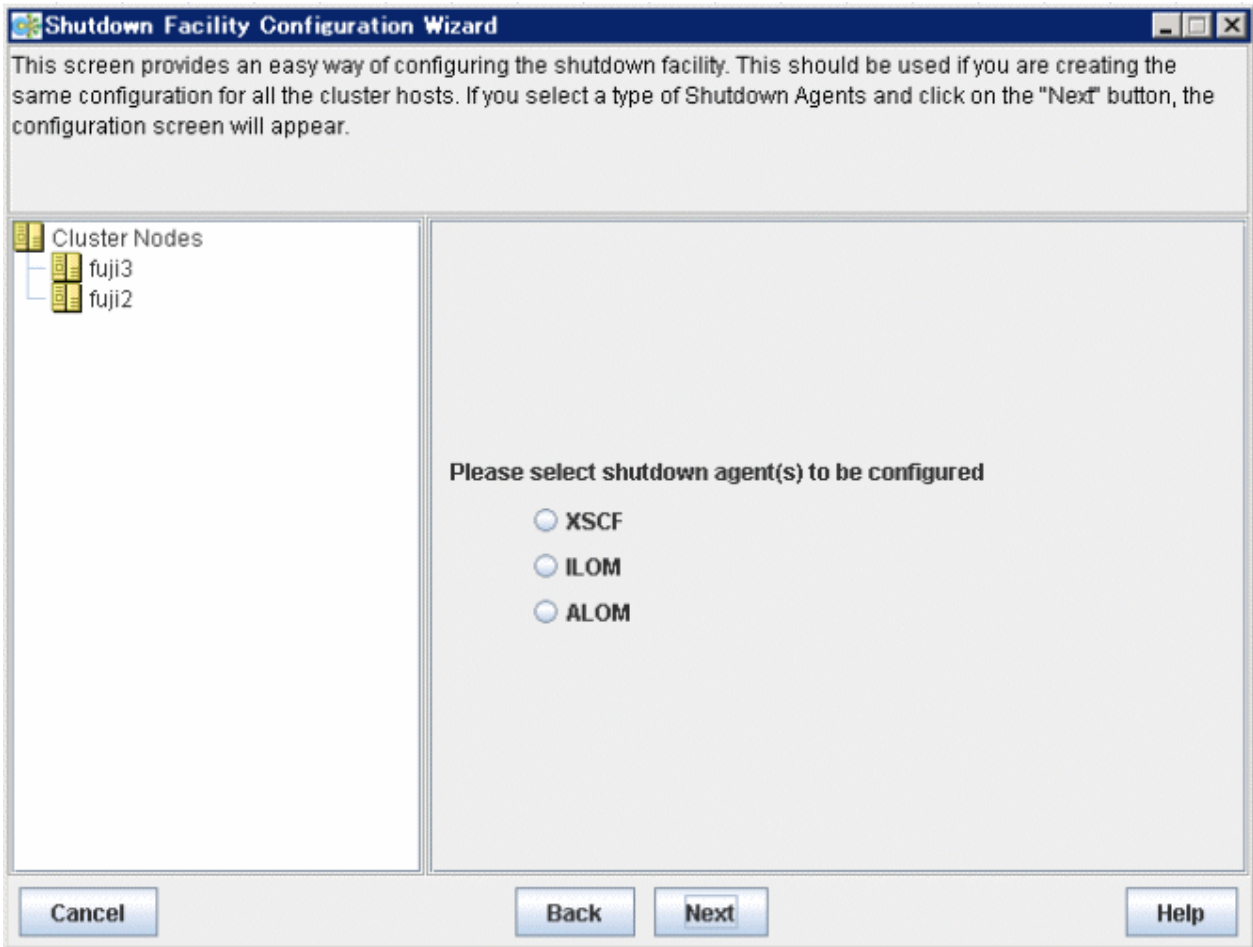 Shutdown Facility Configuration Wizard
This screen provides an easy way of configuring the shutdown facility. This should be used if you are creating the
same configuration for all the cluster hosts. If you select a type of Shutdown Agents and click on the "Next" button, the
configuration screen will appear.
Cluster Nodes
fuji3
fuji2
Please select shutdown agent(s) to be configured
XSCF
ILOM
ALOM
Cancel
Back
Next
Help